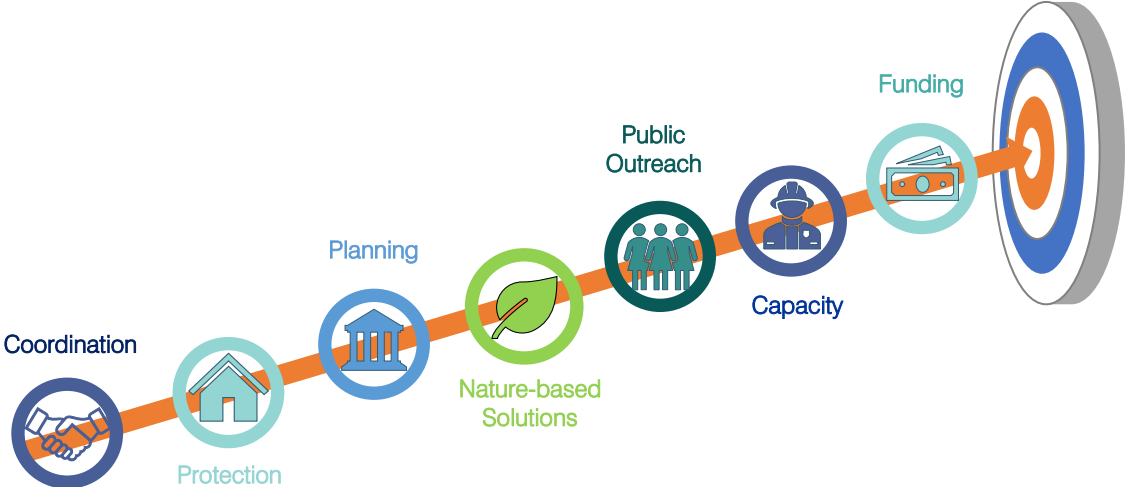 Coordination
Protection
Planning
Nature-based
Solutions
Public
Outreach
Capacity
Funding